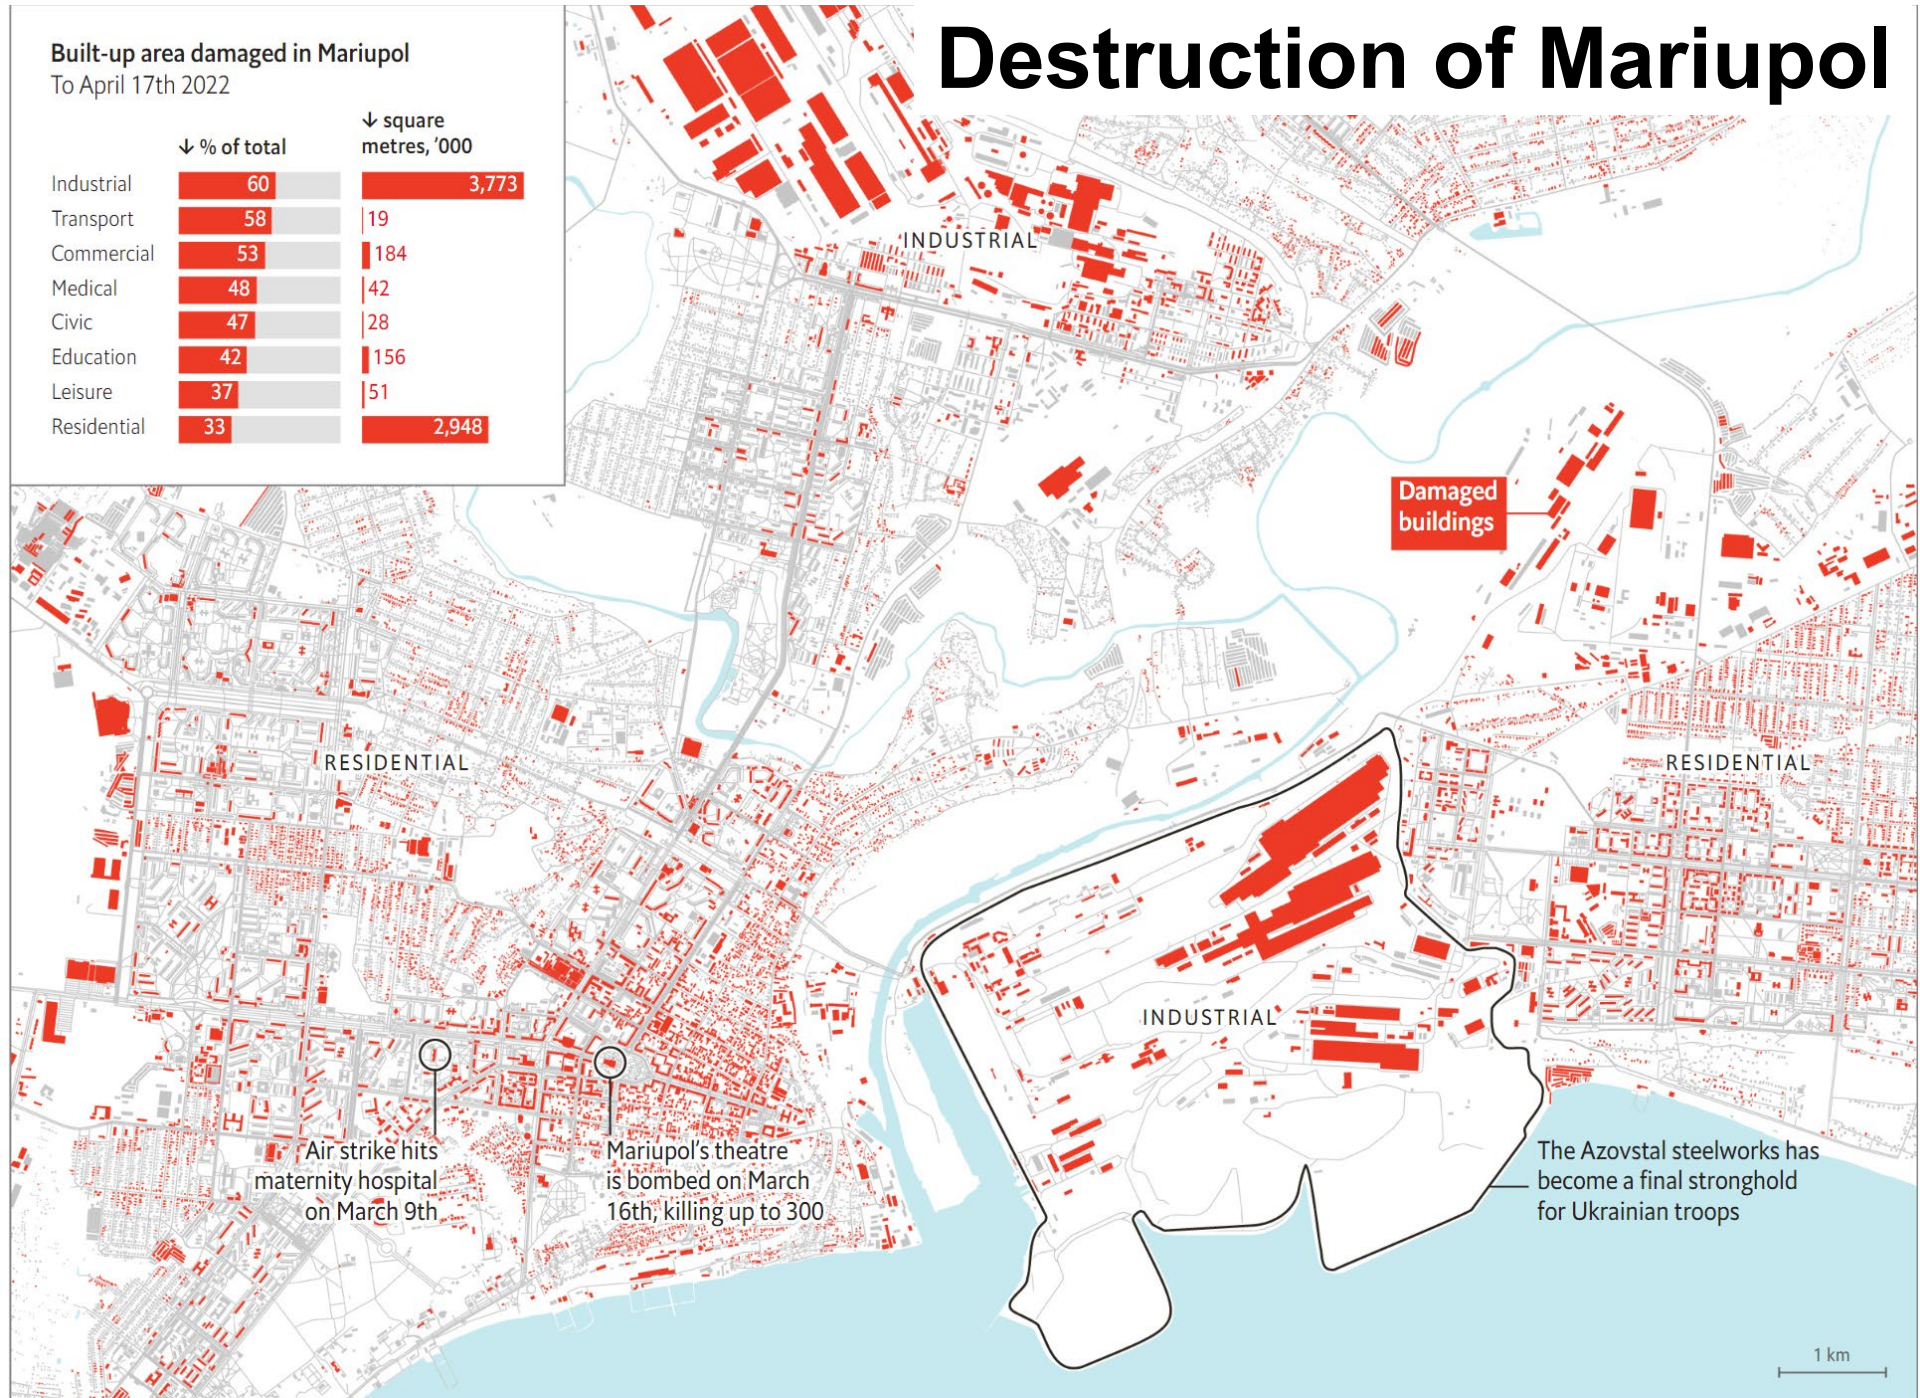 Destruction of Mariupol
Built-up area damaged in Mariupol
To April 17th 2022
↓ % of total
↓ square
metres, '000
Industrial 60 3,773
Transport 58 19
Commercial 53 184
Medical 48 42
Civic 47 28
Education 42 156
Leisure 37 51
Residential 33 2,948
INDUSTRIAL
Damaged
buildings
RESIDENTIAL
RESIDENTIAL
INDUSTRIAL
Air strike hits
maternity hospital
on March 9th
Mariupol's theatre
is bombed on March
16th, killing up to 300
The Azovstal steelworks has
become a final stronghold
for Ukrainian troops
1 km